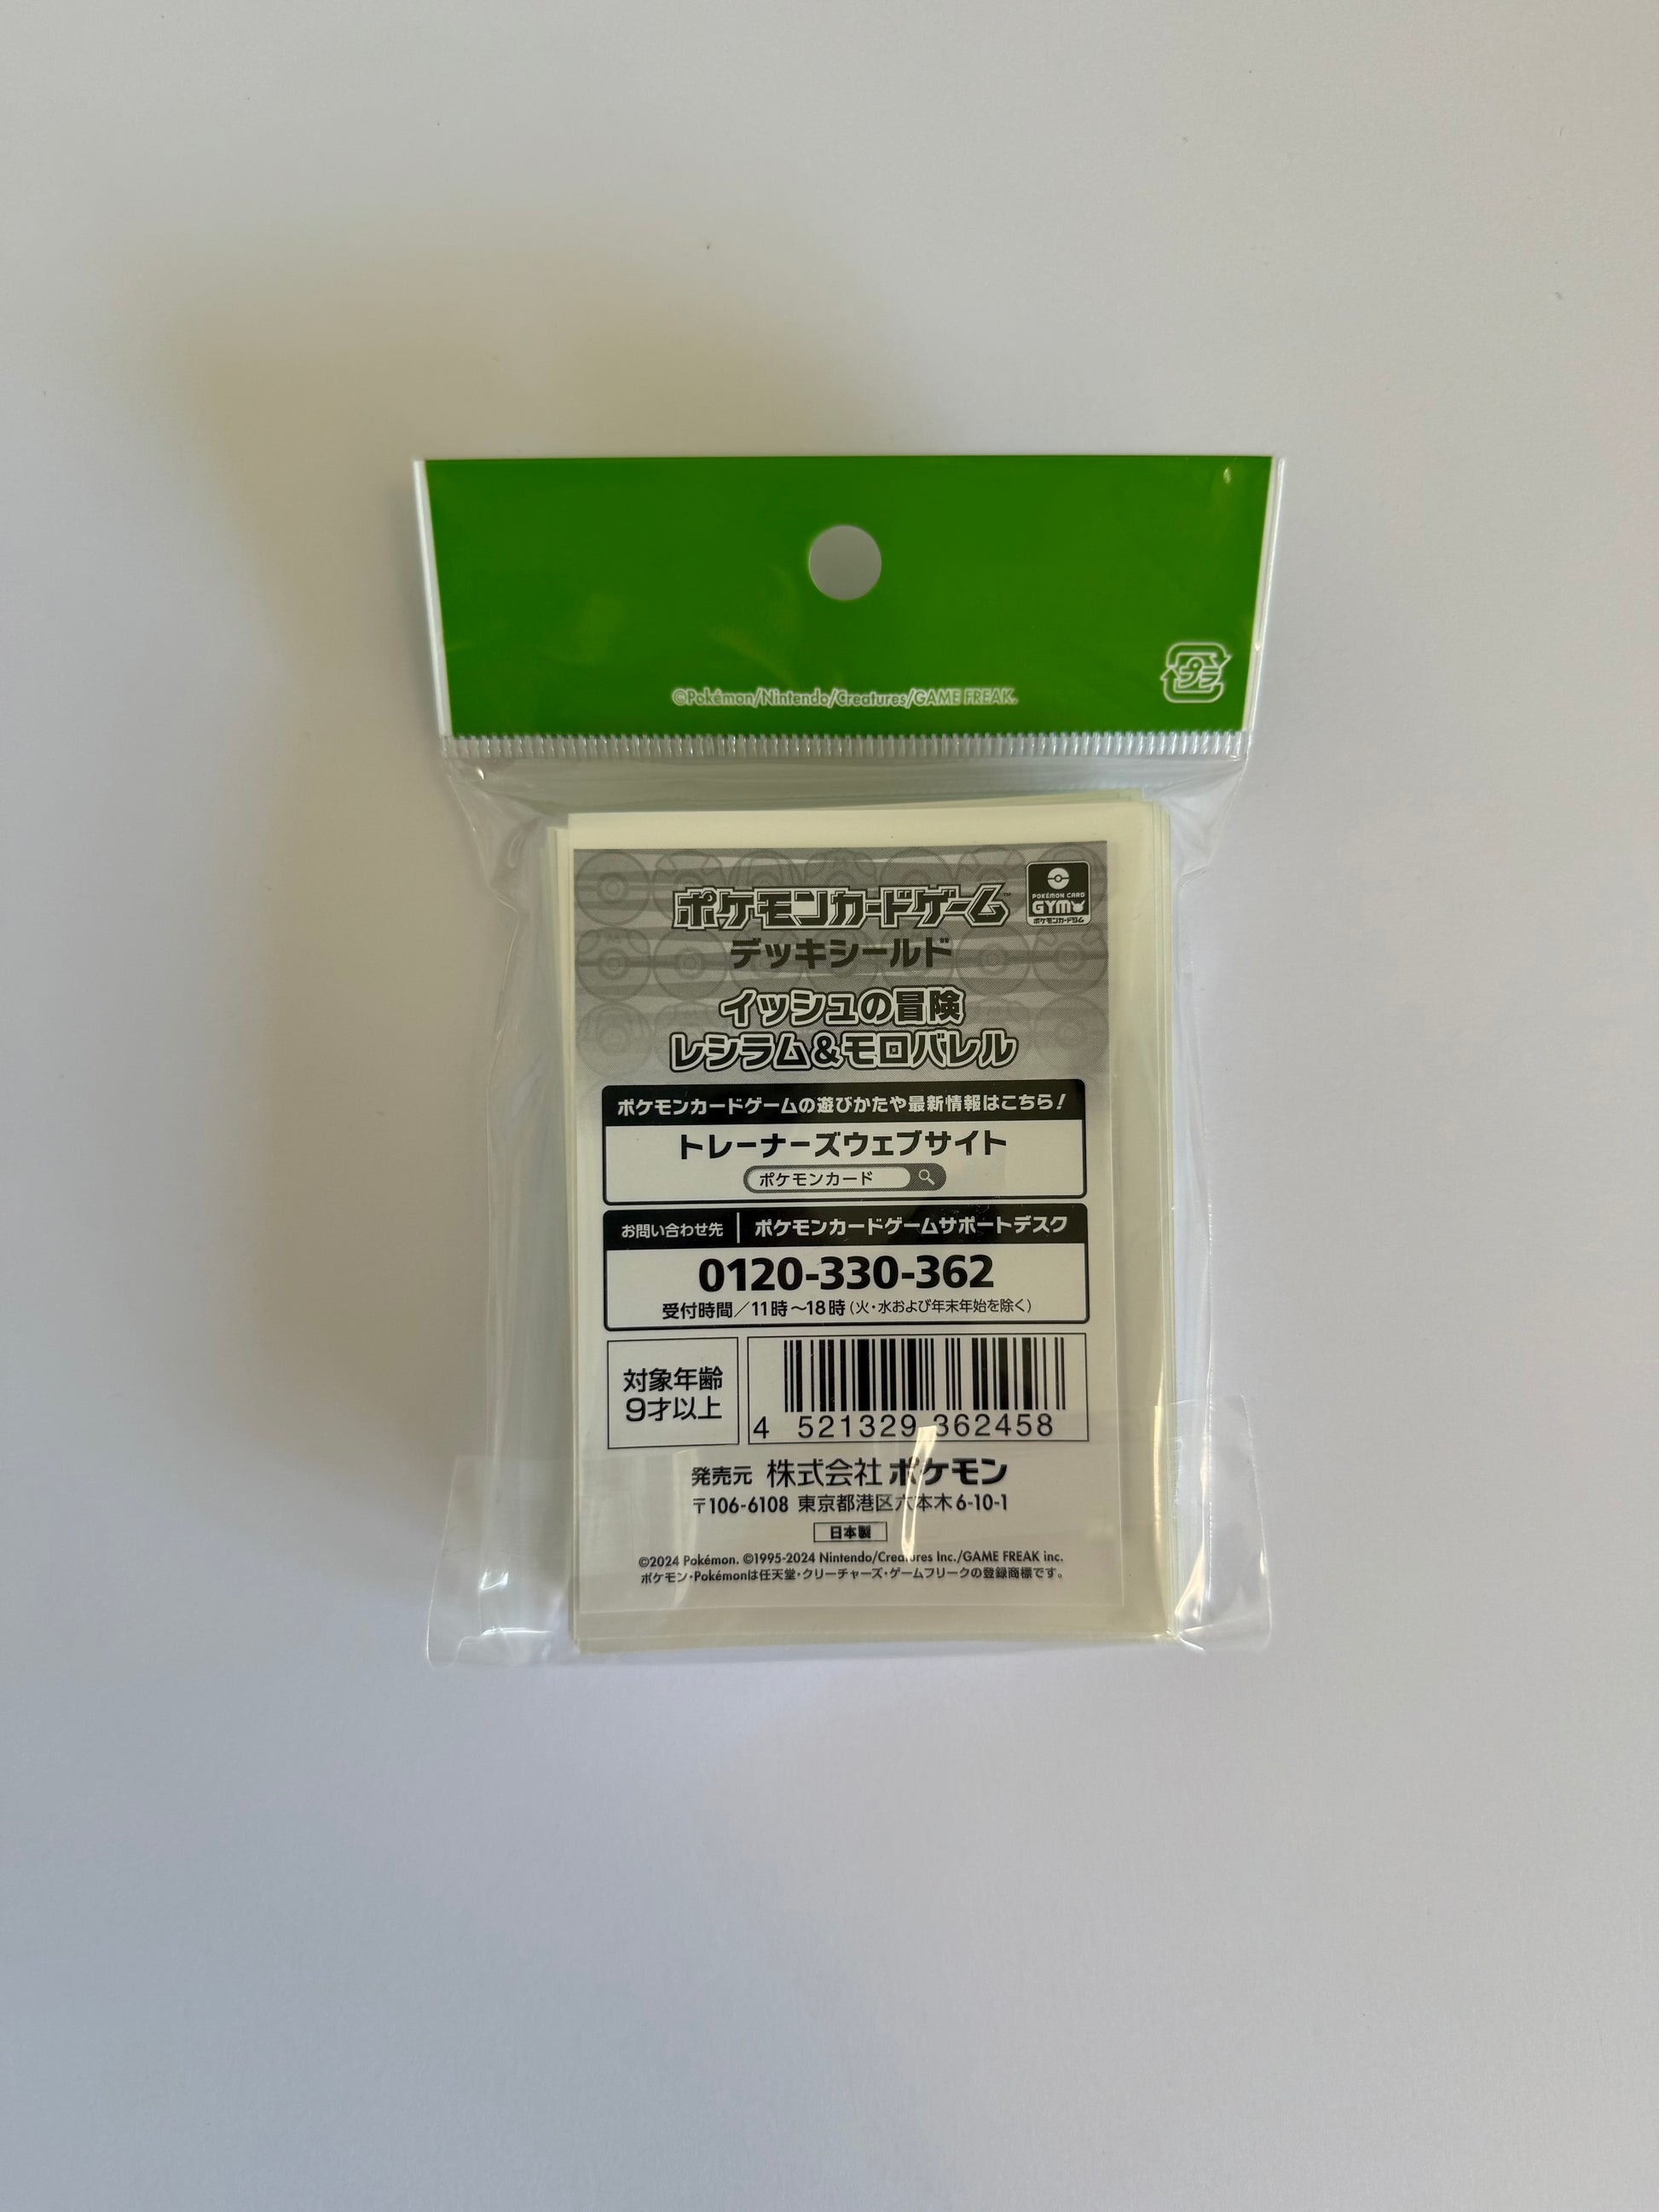 ©Pokémon/Nintendo/Creatures/GAME FREAK.
プラ
ポケモンカードゲーム™
POKÉMON CARD
GYM
ポケモンカードジム
デッキシールド
イッシュの冒険
レシラム&モロバレル
ポケモンカードゲームの遊びかたや最新情報はこちら!
トレーナーズウェブサイト
ポケモンカード
お問い合わせ先 ポケモンカードゲームサポートデスク
0120-330-362
受付時間/11時〜18時(火・水および年末年始を除く)
対象年齢
9才以上
4 521329 362458
発売元 株式会社ポケモン
〒106-6108 東京都港区六本木6-10-1
日本製
©2024 Pokémon. ©1995-2024 Nintendo/Creatures Inc./GAME FREAK inc.
ポケモン・Pokémonは任天堂・クリーチャーズ・ゲームフリークの登録商標です。